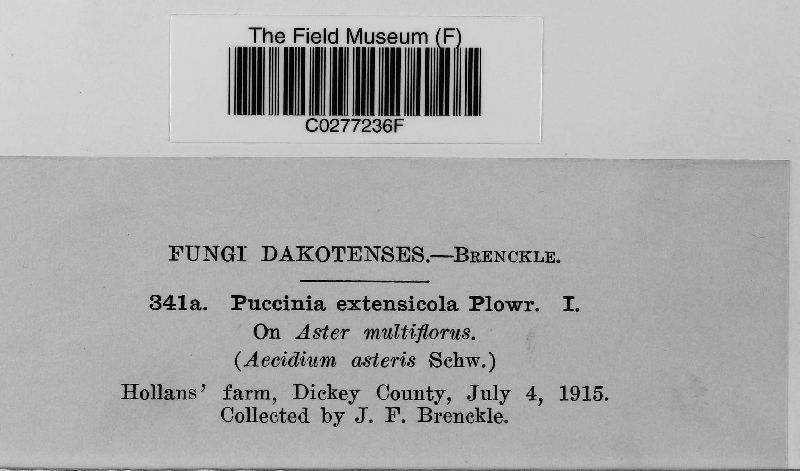 The Field Museum (F)
C0277236F
FUNGI DAKOTENSES.—BRENCKLE.
341a. Puccinia extensicola Plowr. I.
On Aster multiflorus.
(Aecidium asteris Schw.)
Hollans' farm, Dickey County, July 4, 1915.
Collected by J. F. Brenckle.